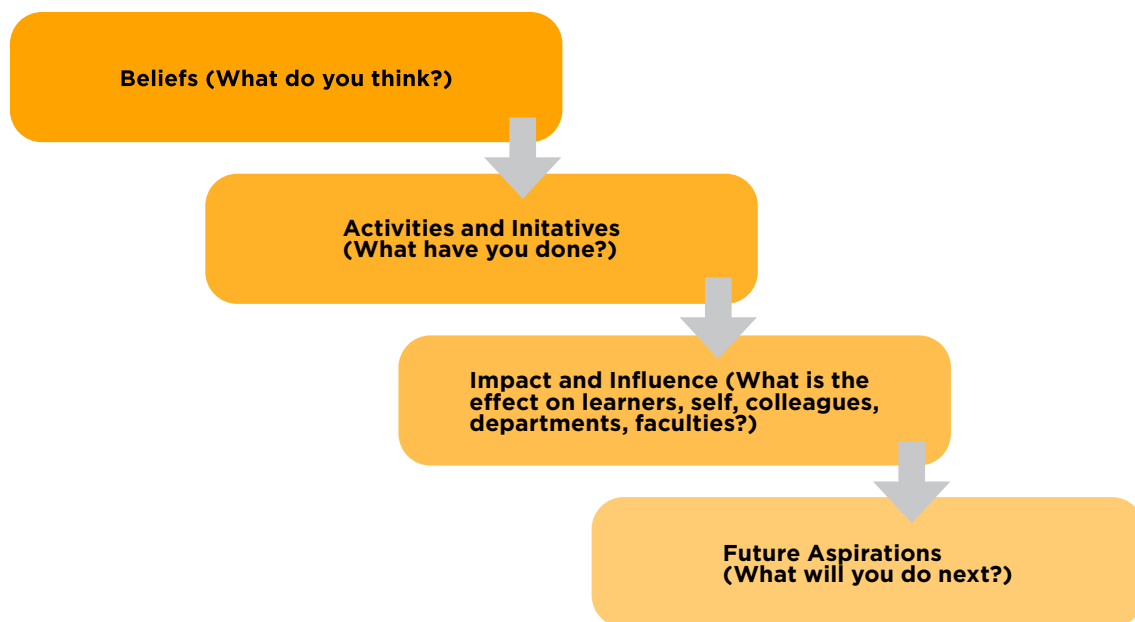 Beliefs (What do you think?)
Activities and Initatives
(What have you done?)
Impact and Influence (What is the
effect on learners, self, colleagues,
departments, faculties?)
Future Aspirations
(What will you do next?)